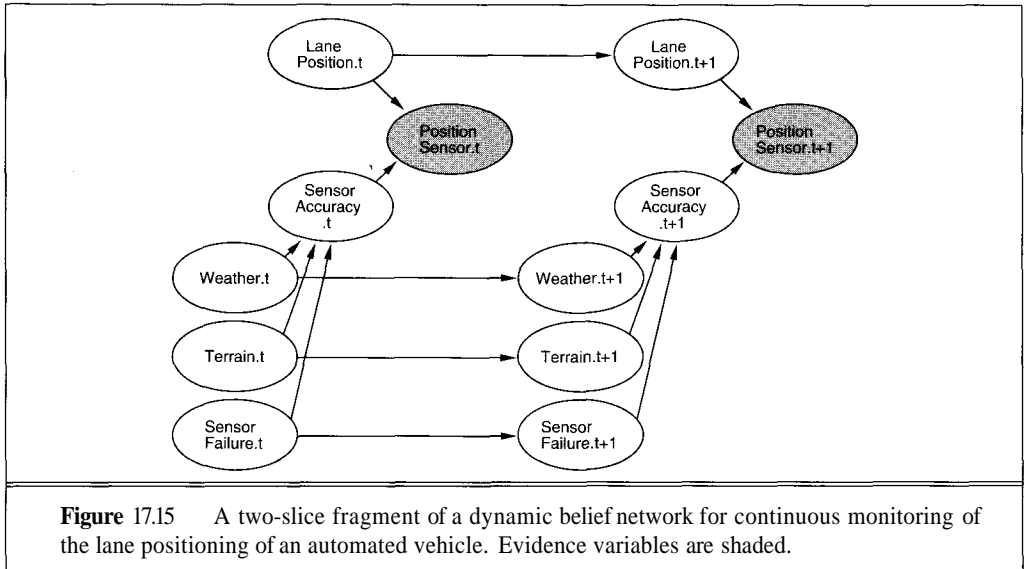 Lane
Position.t
Lane
Position.t+1
Position
Sensor.t
Position
Sensor.t+1
Sensor
Accuracy
.t
Sensor
Accuracy
.t+1
Weather.t
Weather.t+1
Terrain.t
Terrain.t+1
Sensor
Failure.t
Sensor
Failure.t+1
Figure 17.15 A two-slice fragment of a dynamic belief network for continuous monitoring of
the lane positioning of an automated vehicle. Evidence variables are shaded.